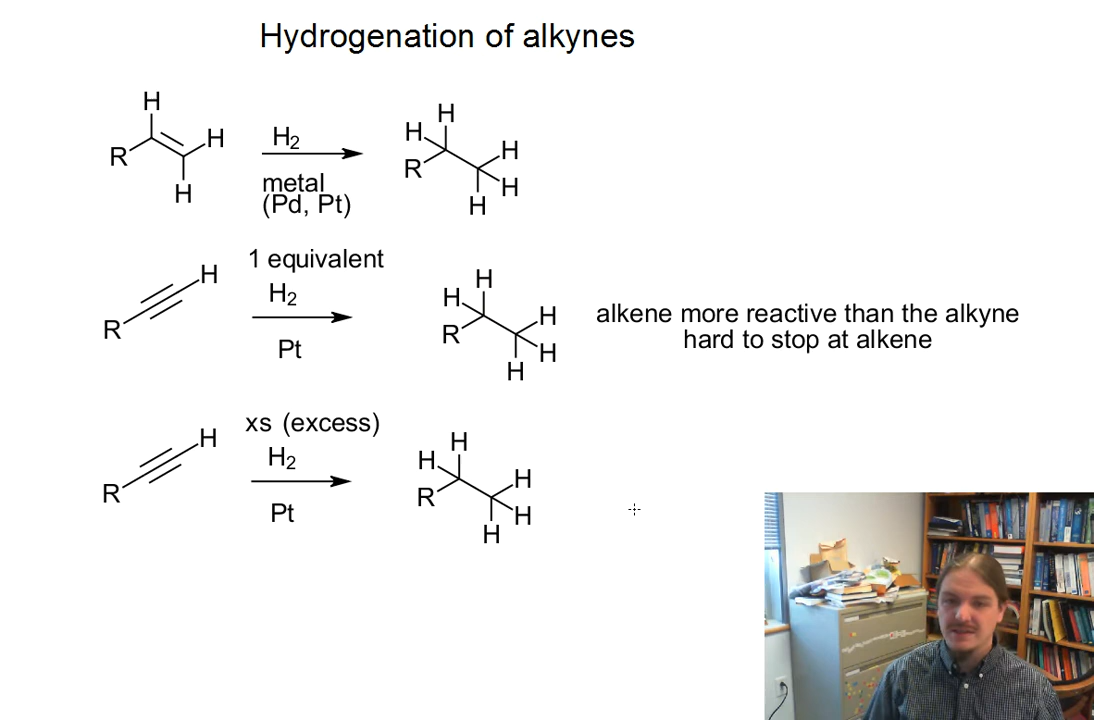 Hydrogenation of alkynes
H
R
H
H
H₂
metal
(Pd, Pt)
H
H
R
H
H
H
1 equivalent
H₂
Pt
R
H
H
H
R
H
H
H
alkene more reactive than the alkyne
hard to stop at alkene
xs (excess)
H₂
Pt
R
H
H
H
R
H
H
H